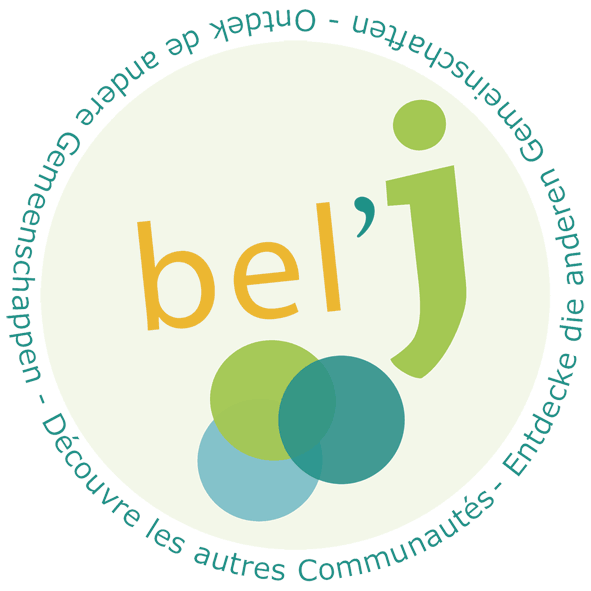 bel'j
Découvre les autres Communautés - Entdecke die anderen Gemeinschaften - Ontdek de andere Gemeenschappen -